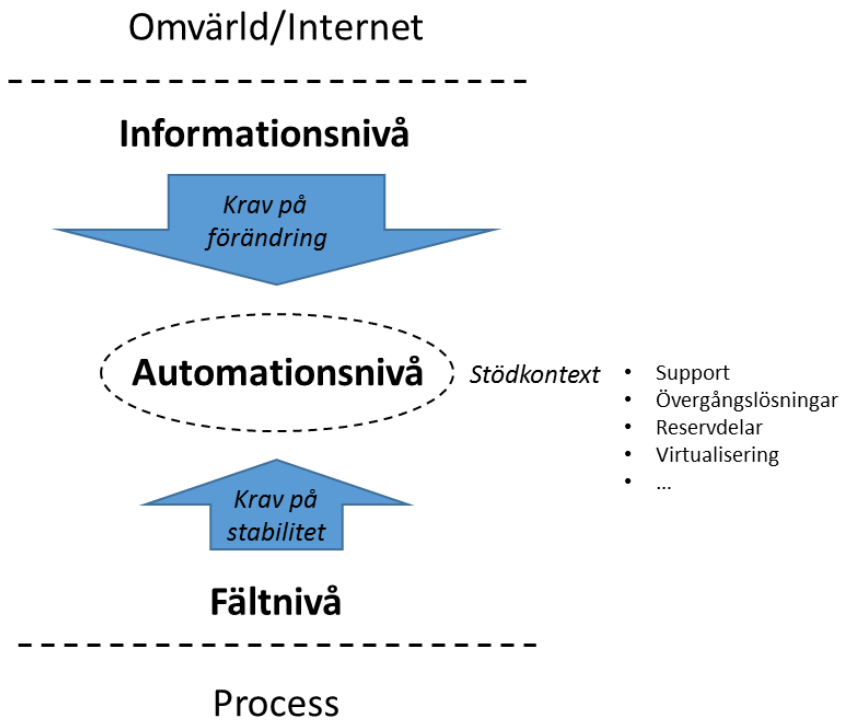 Omvärld/Internet
Informationsnivå
Krav på
förändring
Automationsnivå
Stödkontext
• Support
• Övergångslösningar
• Reservdelar
• Virtualisering
• ...
Krav på
stabilitet
Fältnivå
Process